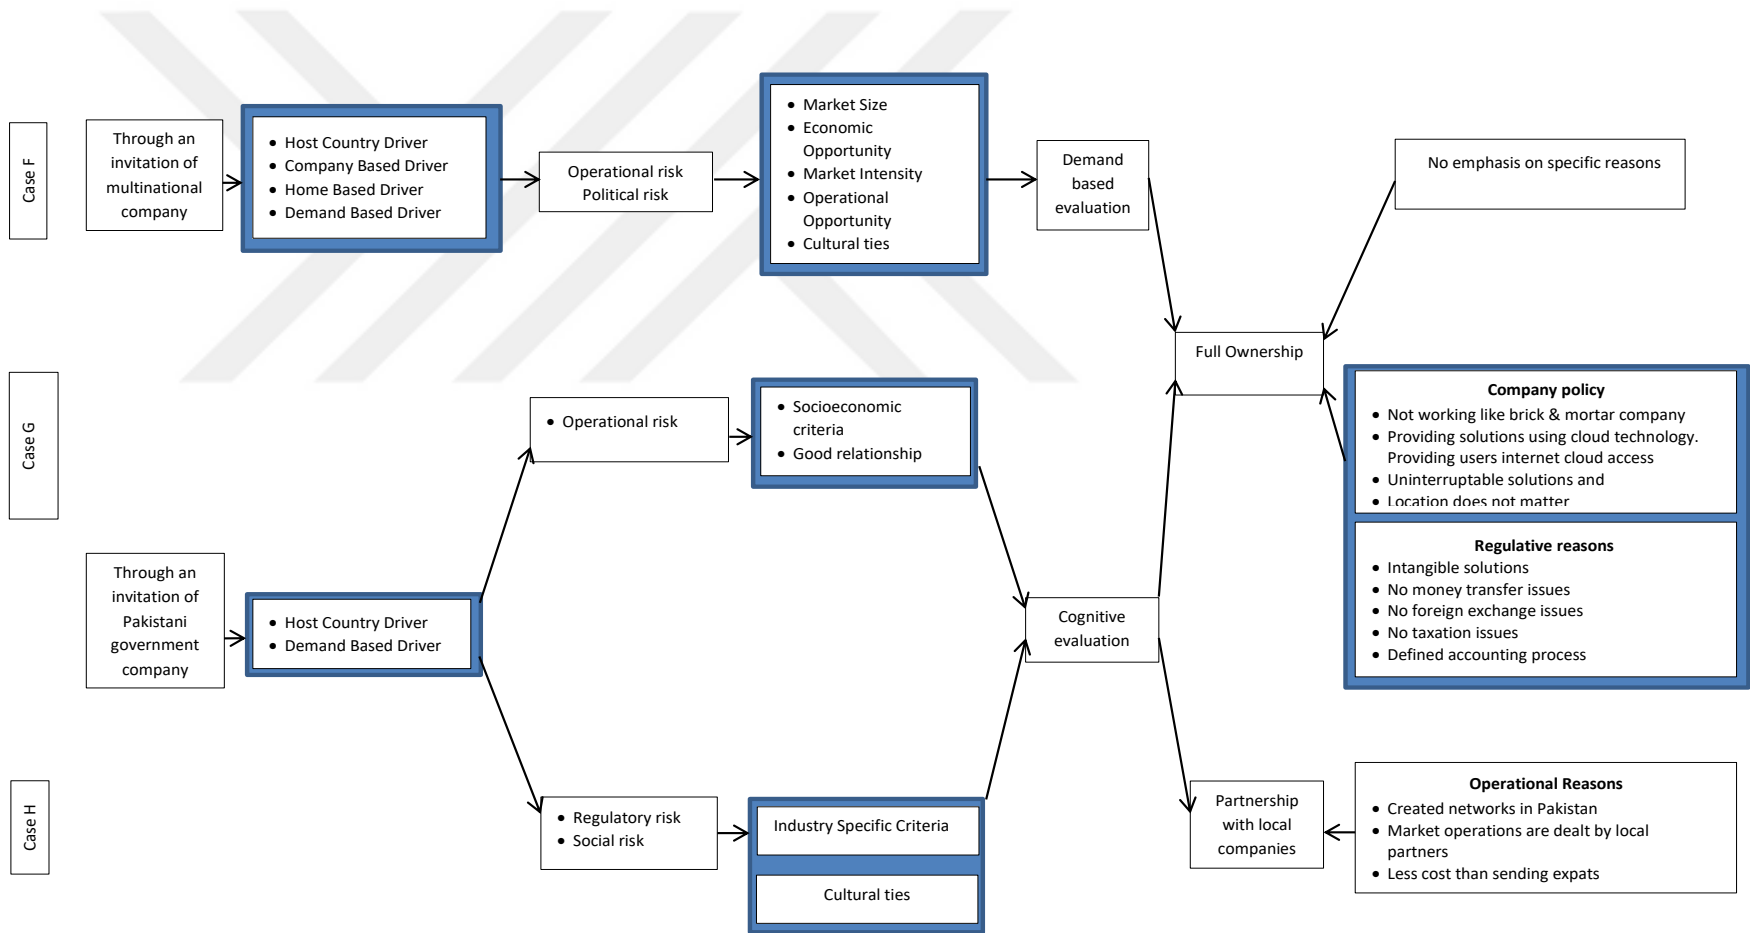 Case F
Through an
invitation of
multinational
company
• Host Country Driver
• Company Based Driver
• Home Based Driver
• Demand Based Driver
Operational risk
Political risk
• Market Size
• Economic
Opportunity
• Market Intensity
• Operational
Opportunity
• Cultural ties
Demand
based
evaluation
No emphasis on specific reasons
Full Ownership
Case G
• Operational risk
• Socioeconomic
criteria
• Good relationship
Company policy
• Not working like brick & mortar company
• Providing solutions using cloud technology.
Providing users internet cloud access
• Uninterruptable solutions and
• Location does not matter
Regulative reasons
• Intangible solutions
• No money transfer issues
• No foreign exchange issues
• No taxation issues
• Defined accounting process
Through an
invitation of
Pakistani
government
company
• Host Country Driver
• Demand Based Driver
Cognitive
evaluation
Case H
• Regulatory risk
• Social risk
Industry Specific Criteria
Cultural ties
Partnership
with local
companies
Operational Reasons
• Created networks in Pakistan
• Market operations are dealt by local
partners
• Less cost than sending expats